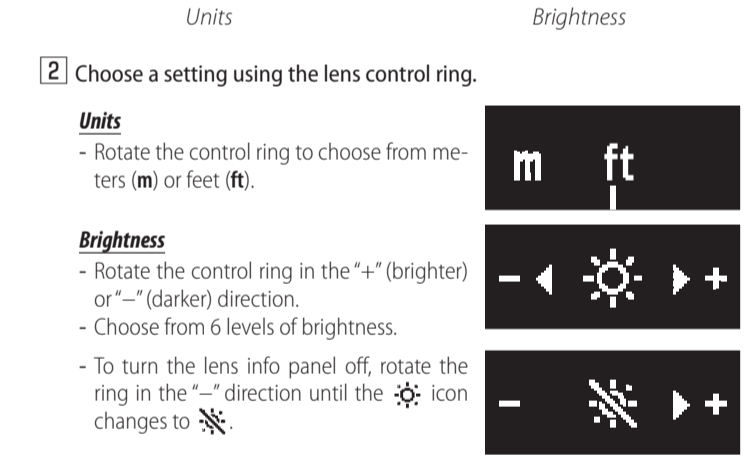 Units Brightness
2 Choose a setting using the lens control ring.
Units
- Rotate the control ring to choose from me-
ters (m) or feet (ft).
m ft
Brightness
- Rotate the control ring in the “+” (brighter)
or “–” (darker) direction.
- Choose from 6 levels of brightness.
– +
- To turn the lens info panel off, rotate the
ring in the “–” direction until the icon
changes to .
– +